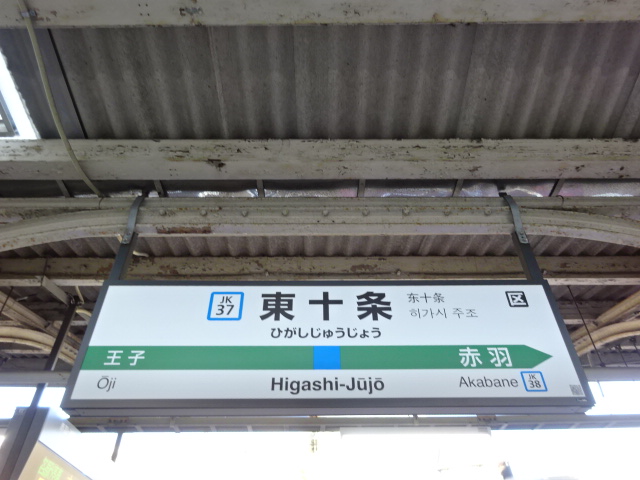 JK
37
東十条
东十条
히가시 주조
区
ひがしじゅうじょう
王子
赤羽
Ōji
Higashi-Jūjō
Akabane
JK
38